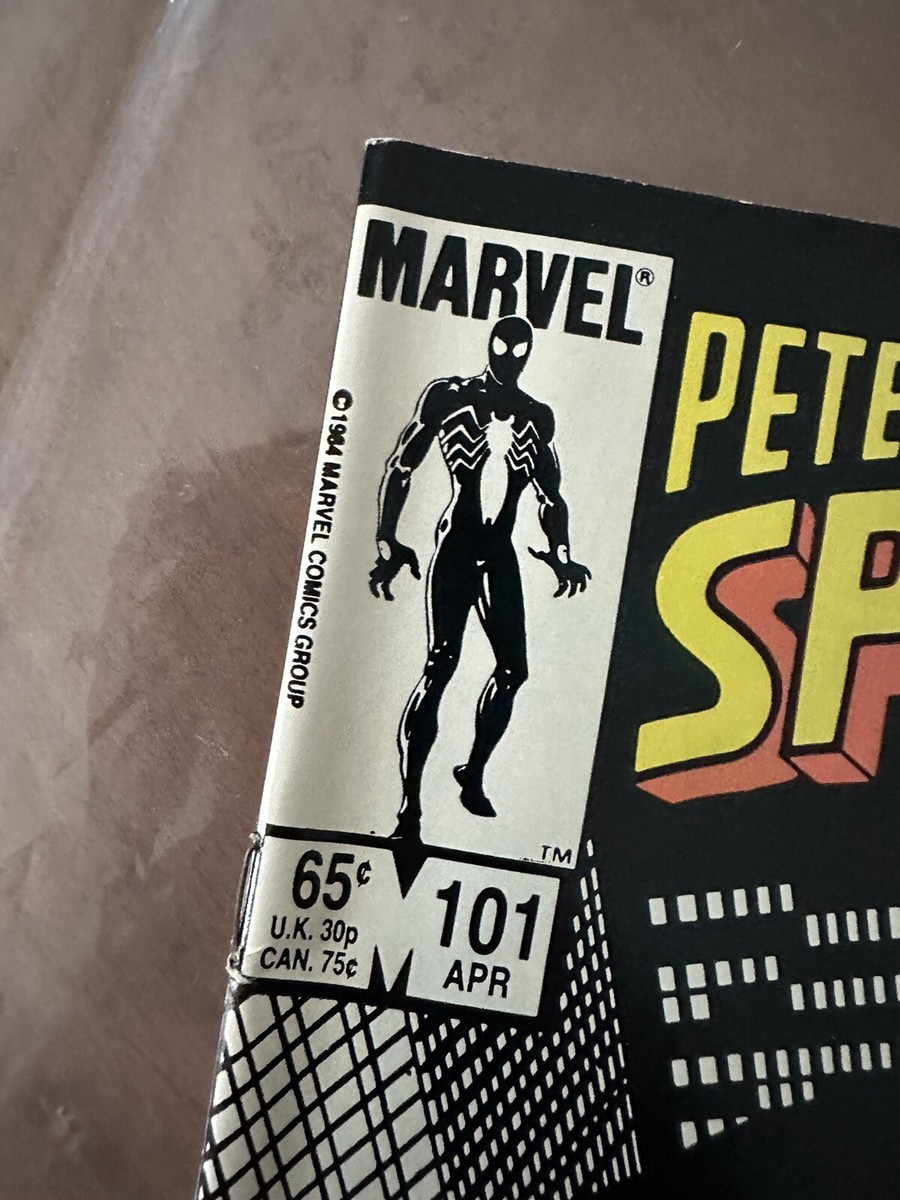 MARVEL®
©1984 MARVEL COMICS GROUP
TM
65¢
U.K. 30p
CAN. 75¢
101
APR
PETE
SP